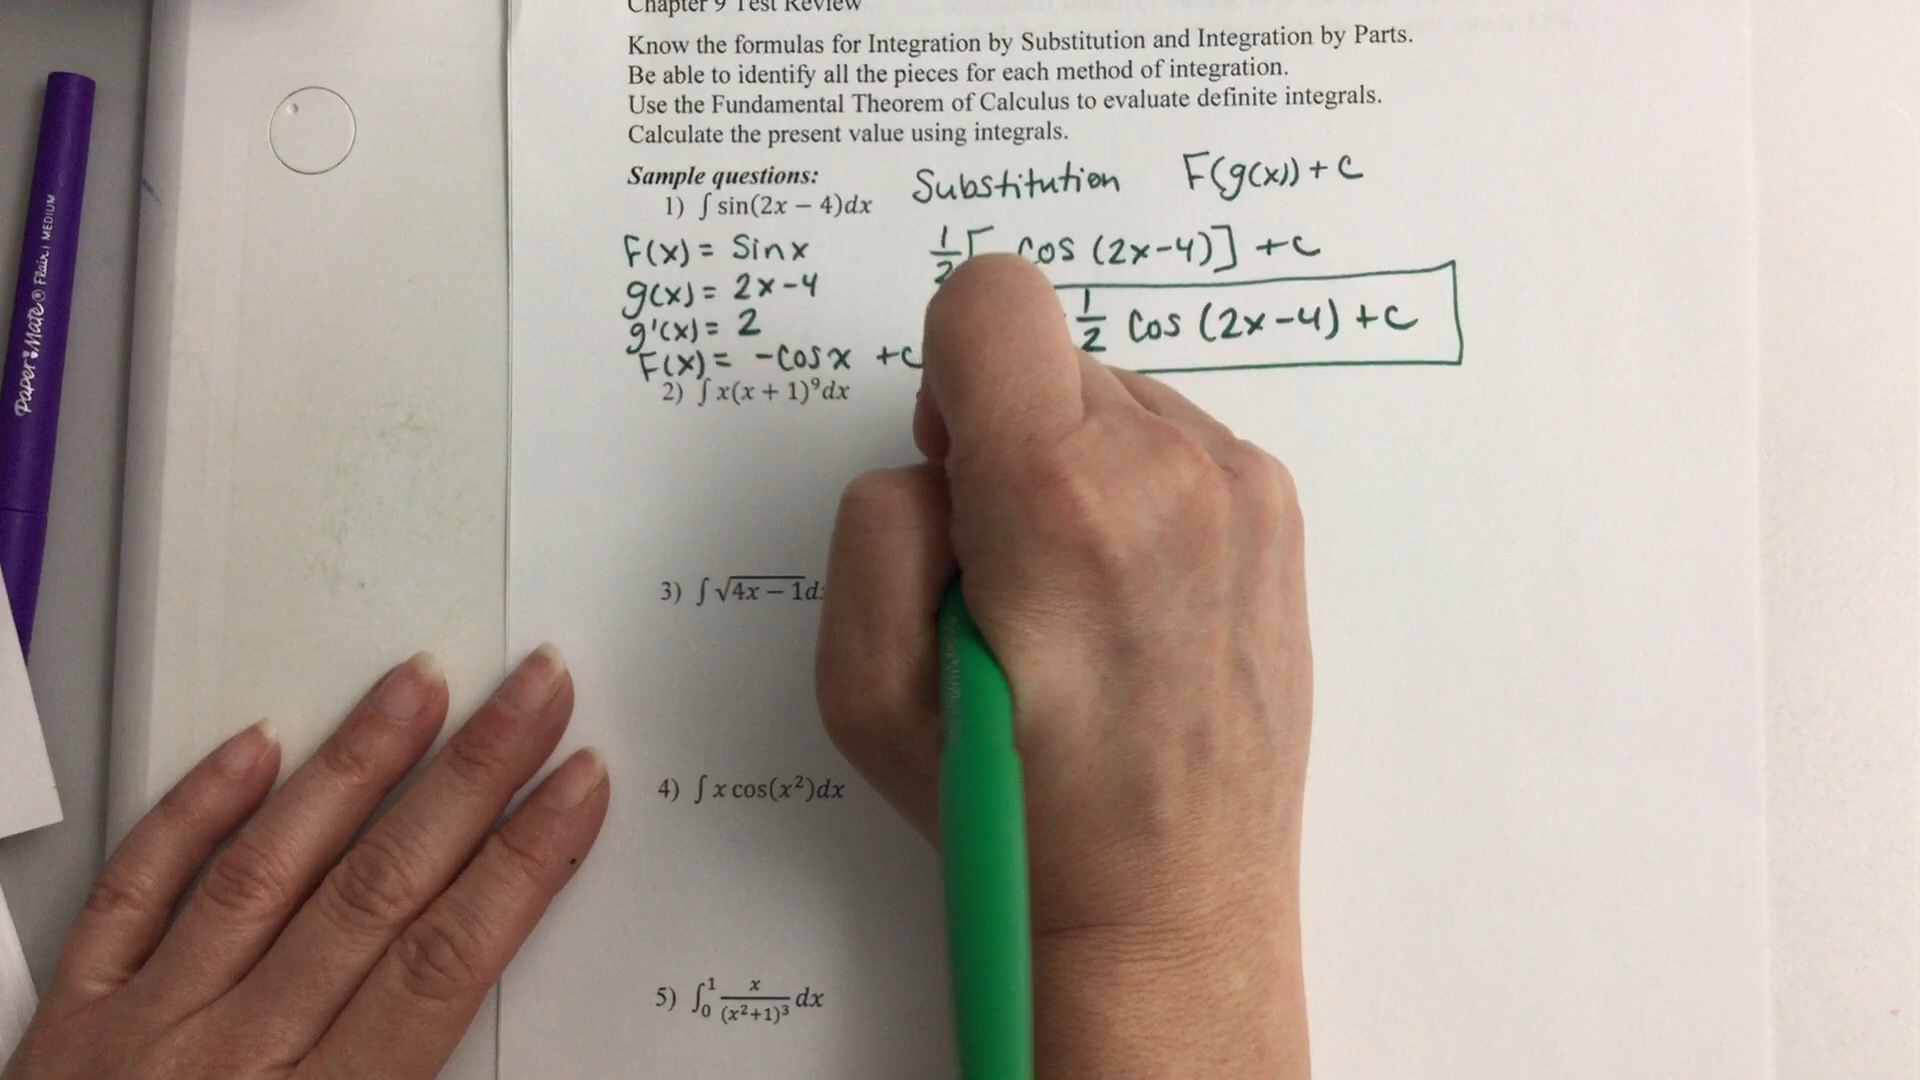 Chapter 9 Test Review
Know the formulas for Integration by Substitution and Integration by Parts.
Be able to identify all the pieces for each method of integration.
Use the Fundamental Theorem of Calculus to evaluate definite integrals.
Calculate the present value using integrals.
Sample questions:
Substitution F(g(x)) + C
1) ∫ sin(2x − 4)dx
F(x) = Sin x
1/2[ cos (2x-4)] + C
g(x) = 2x-4
1/2 cos (2x-4) + C
g'(x) = 2
F(x) = -cosx + C
2) ∫ x(x + 1)⁹dx
3) ∫ √4x − 1d
4) ∫ x cos(x²)dx
5) ∫₀¹ x/(x²+1)³ dx
Paper Mate® Flair | MEDIUM